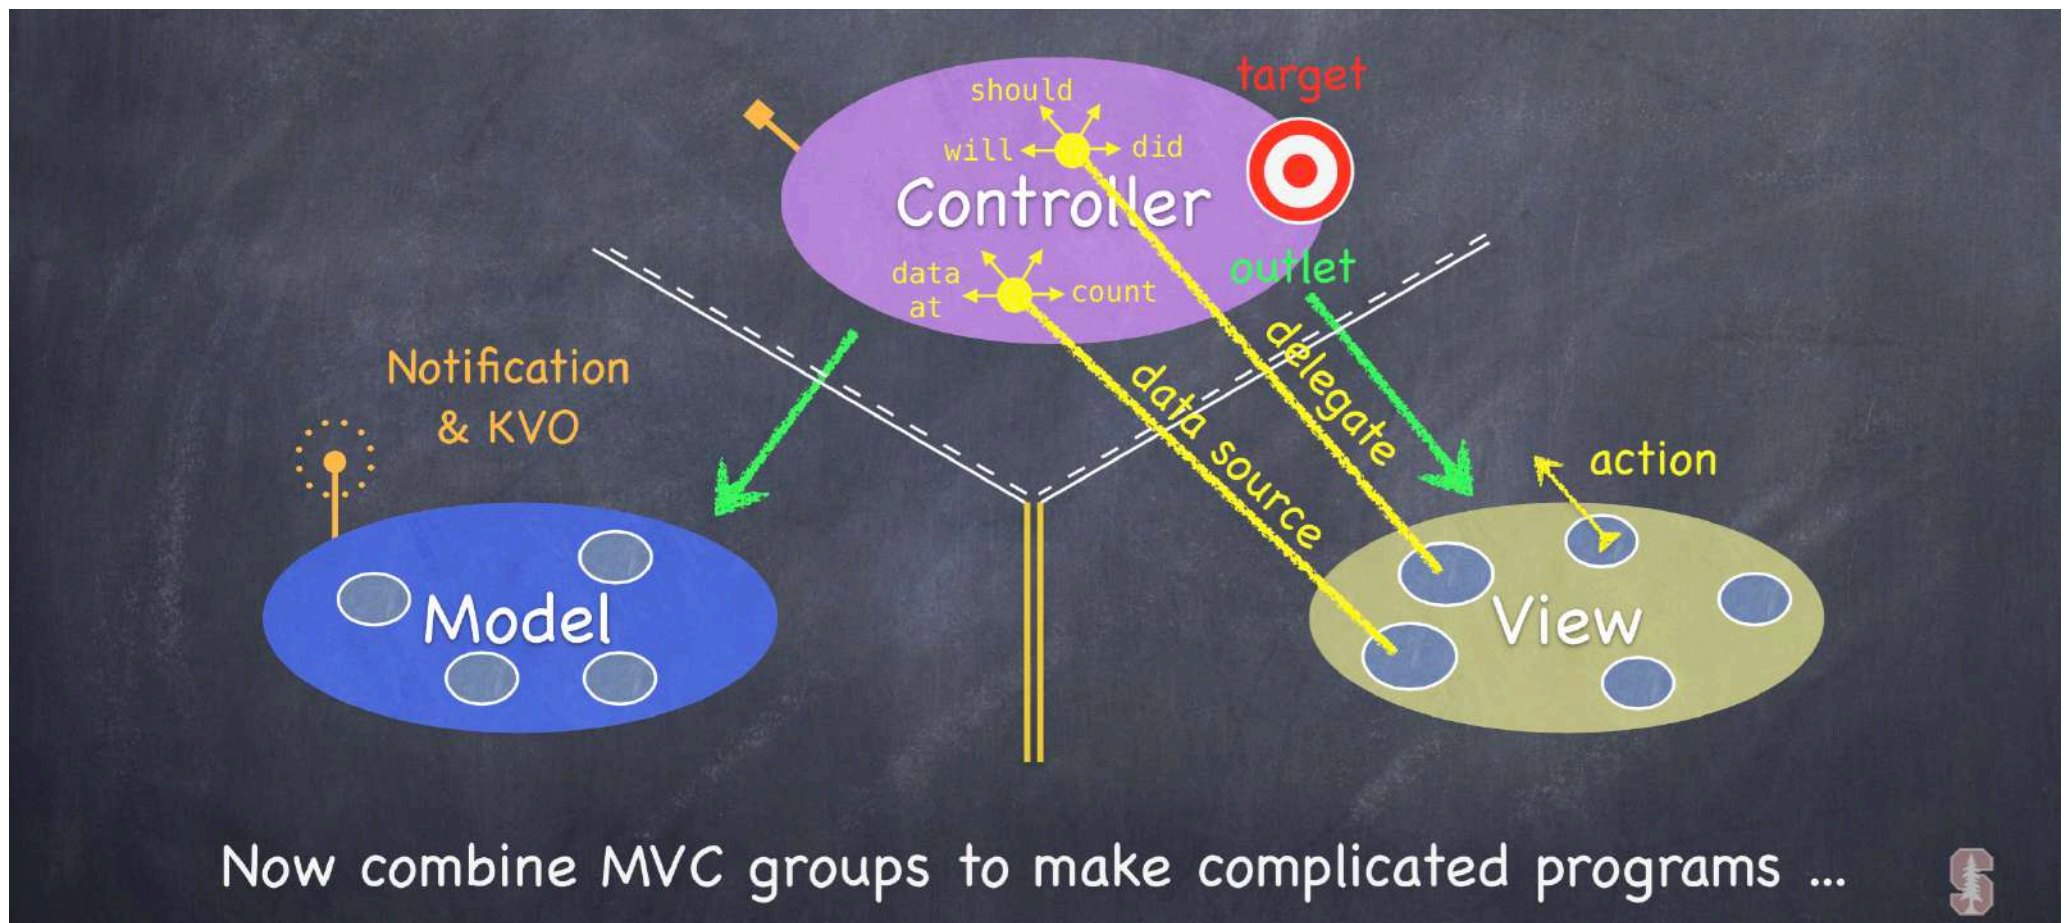 should
target
will
did
Controller
data
at
count
outlet
Notification
& KVO
delegate
data source
action
Model
View
Now combine MVC groups to make complicated programs ...
S